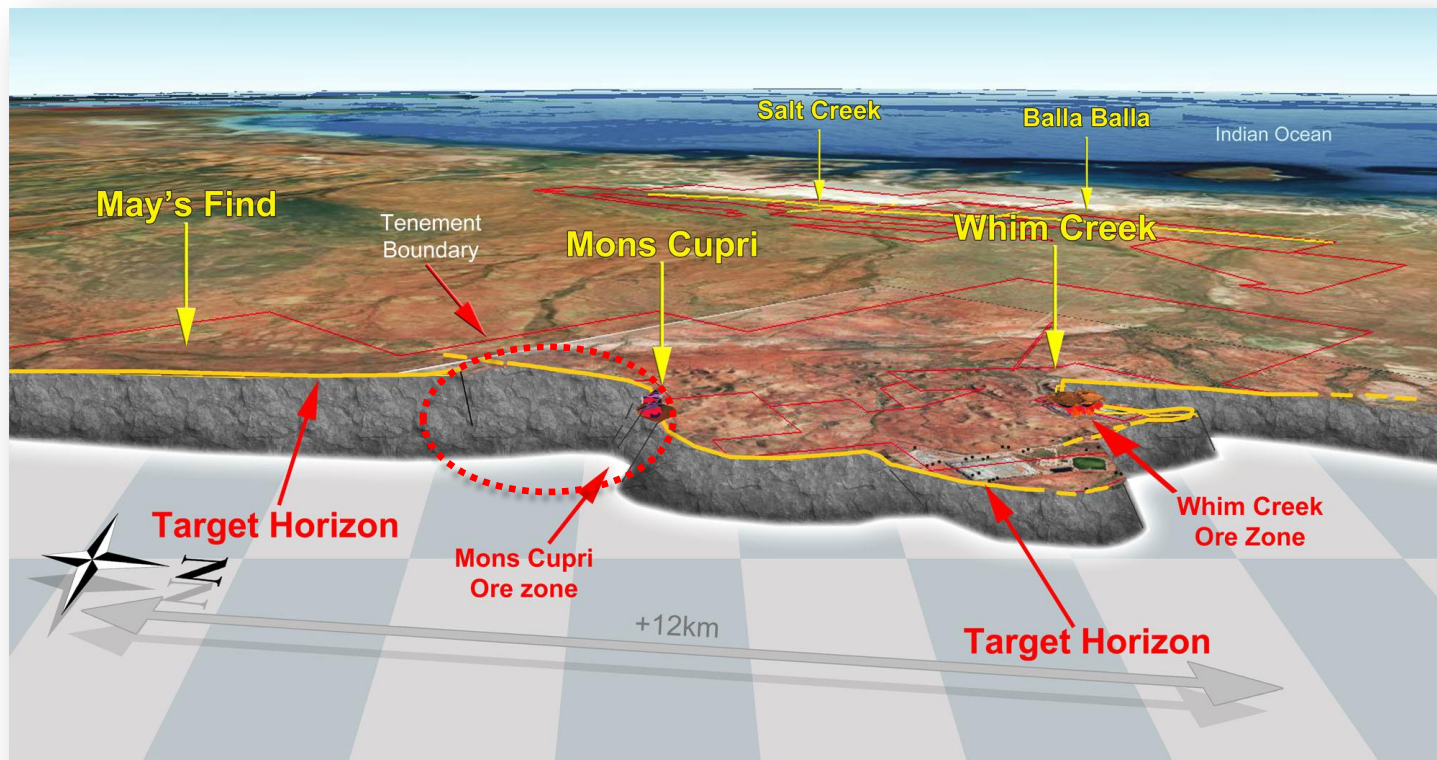 Salt Creek
Balla Balla
Indian Ocean
May's Find
Tenement
Boundary
Mons Cupri
Whim Creek
Target Horizon
Mons Cupri
Ore zone
Whim Creek
Ore Zone
Target Horizon
N
+12km